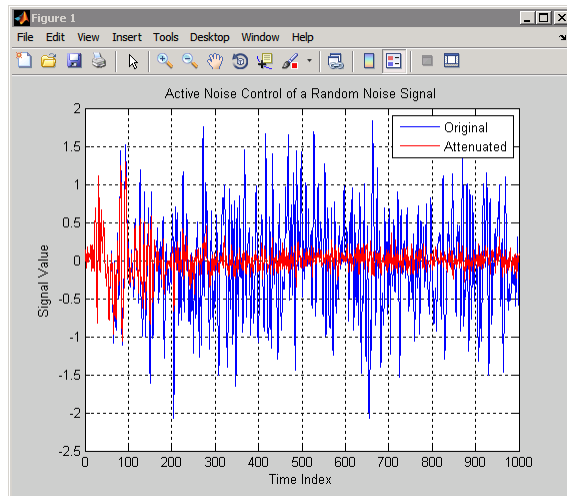 Figure 1
File Edit View Insert Tools Desktop Window Help
Active Noise Control of a Random Noise Signal
Original
Attenuated
2
1.5
1
0.5
0
-0.5
-1
-1.5
-2
-2.5
Signal Value
0 100 200 300 400 500 600 700 800 900 1000
Time Index